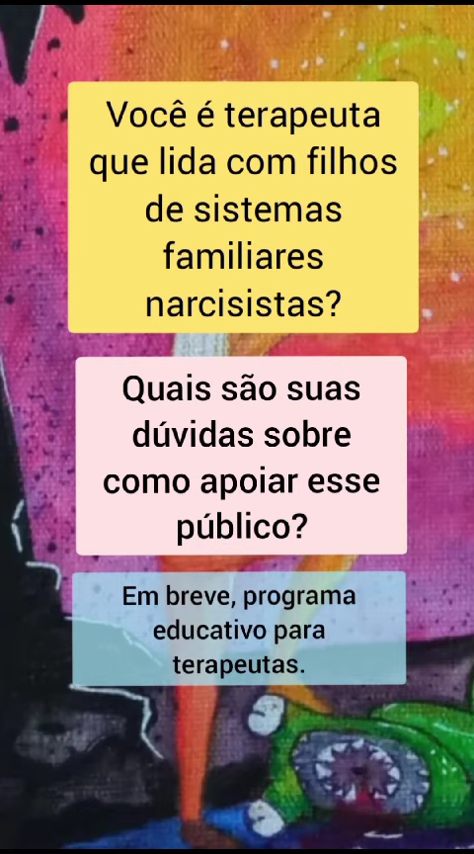 Você é terapeuta
que lida com filhos
de sistemas
familiares
narcisistas?
Quais são suas
dúvidas sobre
como apoiar esse
público?
Em breve, programa
educativo para
terapeutas.